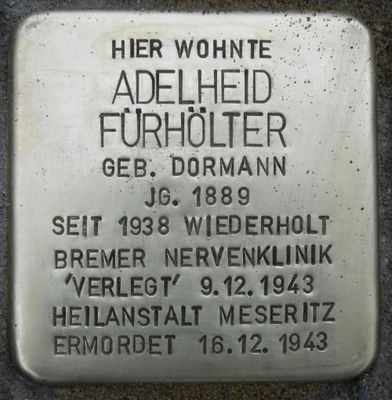 HIER WOHNTE
ADELHEID
FÜRHÖLTER
GEB. DORMANN
JG. 1889
SEIT 1938 WIEDERHOLT
BREMER NERVENKLINIK
'VERLEGT' 9.12.1943
HEILANSTALT MESERITZ
ERMORDET 16.12.1943